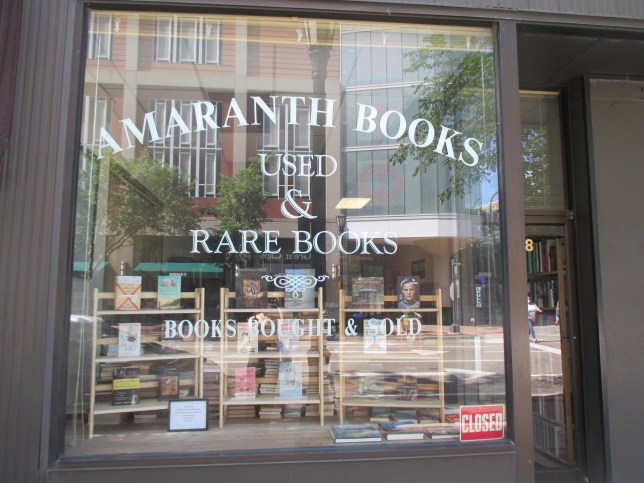 AMARANTH BOOKS
USED
&
RARE BOOKS
BOOKS BOUGHT & SOLD
8
CLOSED